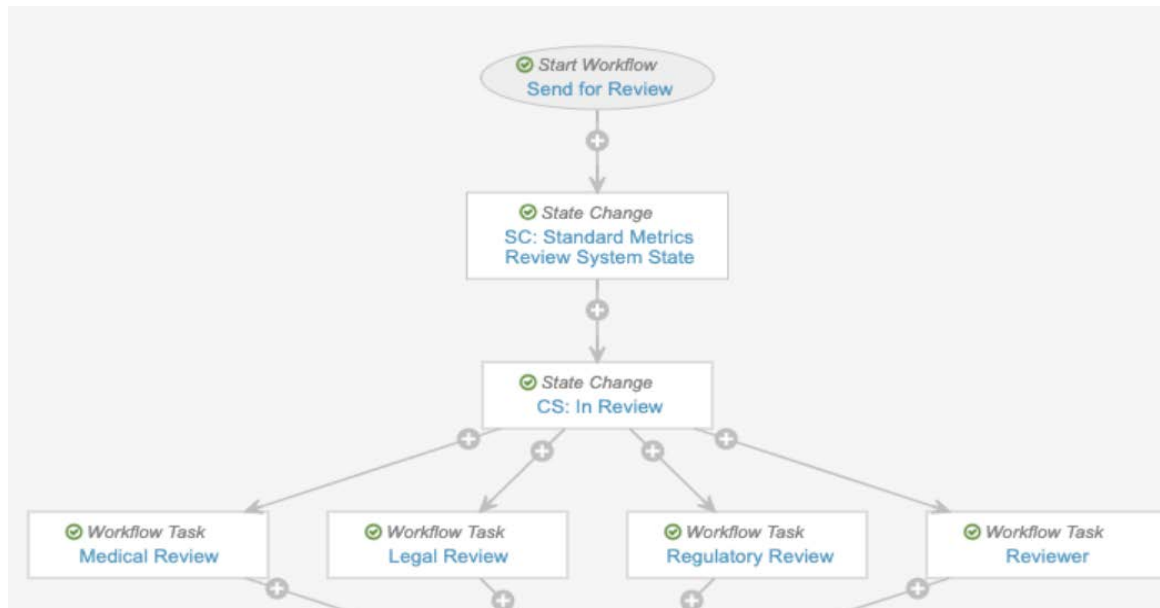 Start Workflow
Send for Review
State Change
SC: Standard Metrics
Review System State
State Change
CS: In Review
Workflow Task
Medical Review
Workflow Task
Legal Review
Workflow Task
Regulatory Review
Workflow Task
Reviewer